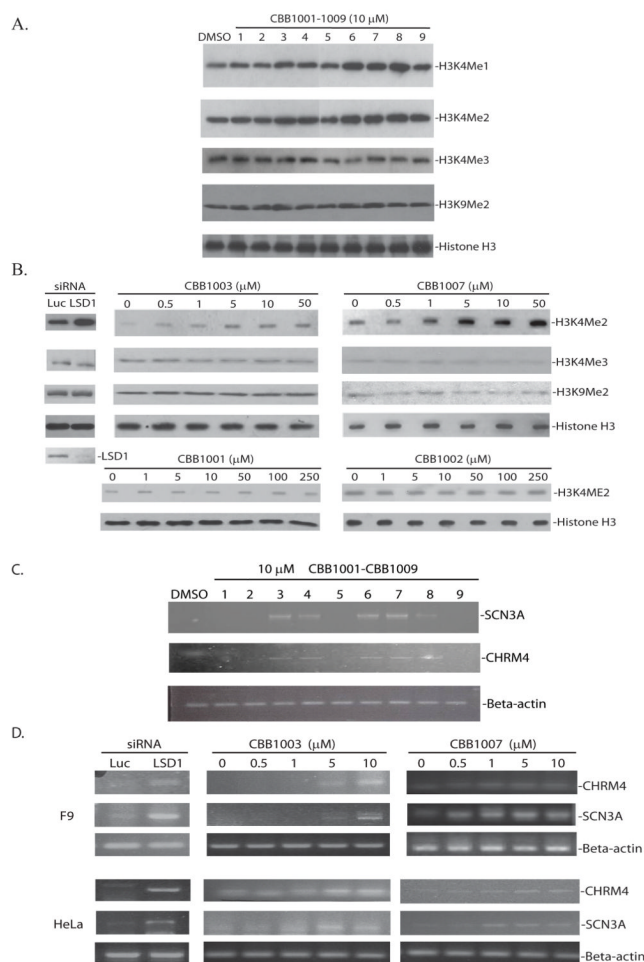 A.
CBB1001-1009 (10 μM)
DMSO 1 2 3 4 5 6 7 8 9
-H3K4Me1
-H3K4Me2
-H3K4Me3
-H3K9Me2
-Histone H3
B.
siRNA CBB1003 (μM) CBB1007 (μM)
Luc LSD1 0 0.5 1 5 10 50 0 0.5 1 5 10 50
-H3K4Me2
-H3K4Me3
-H3K9Me2
-Histone H3
-LSD1
CBB1001 (μM) CBB1002 (μM)
0 1 5 10 50 100 250 0 1 5 10 50 100 250
-H3K4ME2
-Histone H3
C.
10 μM CBB1001-CBB1009
DMSO 1 2 3 4 5 6 7 8 9
-SCN3A
-CHRM4
-Beta-actin
D.
siRNA CBB1003 (μM) CBB1007 (μM)
Luc LSD1 0 0.5 1 5 10 0 0.5 1 5 10
-CHRM4
F9 -SCN3A
-Beta-actin
-CHRM4
HeLa -SCN3A
-Beta-actin